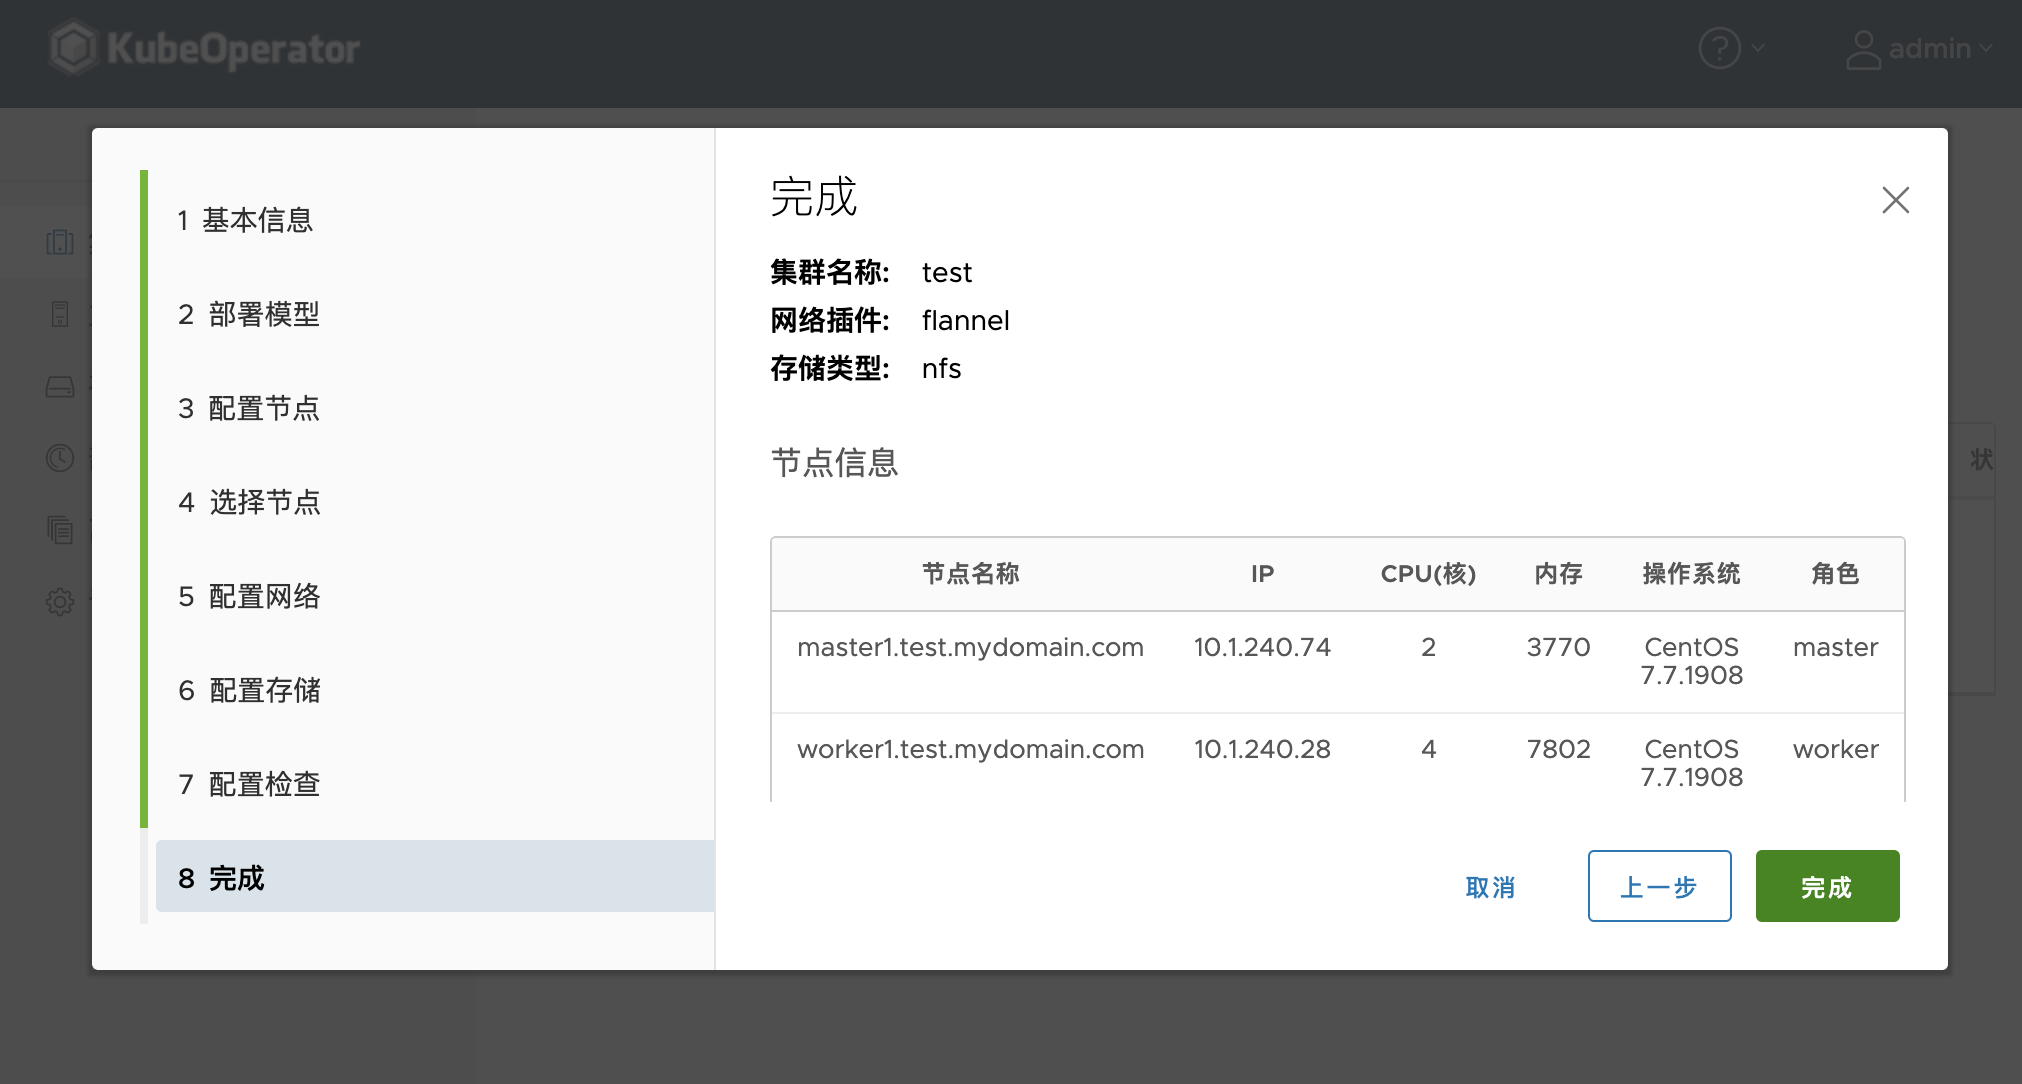 KubeOperator
admin
1 基本信息
2 部署模型
3 配置节点
4 选择节点
5 配置网络
6 配置存储
7 配置检查
8 完成
完成
集群名称: test
网络插件: flannel
存储类型: nfs
节点信息
节点名称 IP CPU(核) 内存 操作系统 角色
master1.test.mydomain.com 10.1.240.74 2 3770 CentOS 7.7.1908 master
worker1.test.mydomain.com 10.1.240.28 4 7802 CentOS 7.7.1908 worker
取消 上一步 完成
状